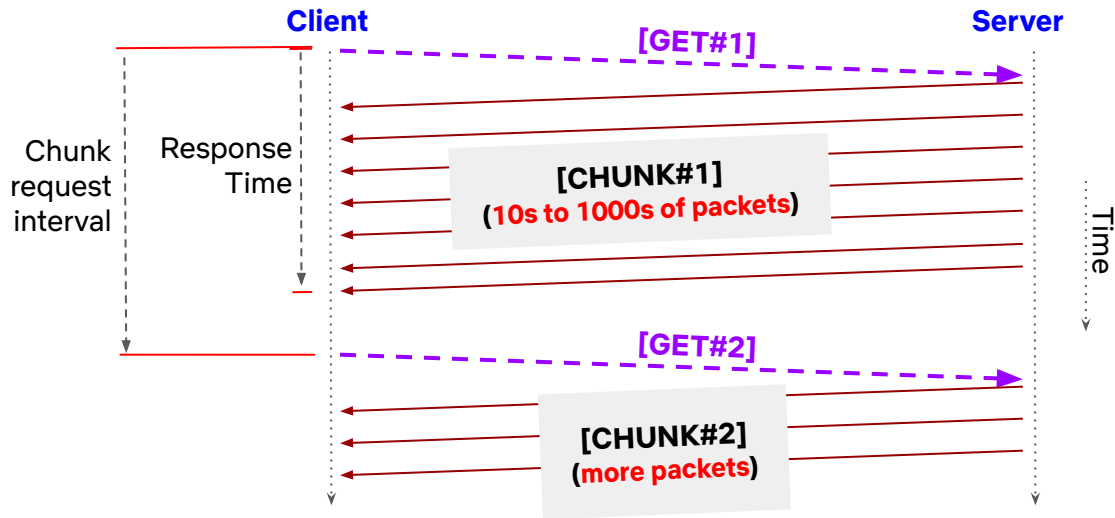 Client
Server
[GET#1]
Chunk
request
interval
Response
Time
[CHUNK#1]
(10s to 1000s of packets)
Time
[GET#2]
[CHUNK#2]
(more packets)